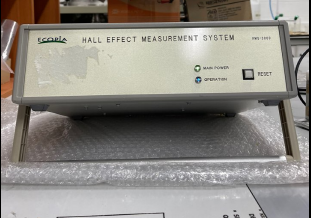 ECOPIA
HALL EFFECT MEASUREMENT SYSTEM
MAIN POWER
OPERATION
RESET